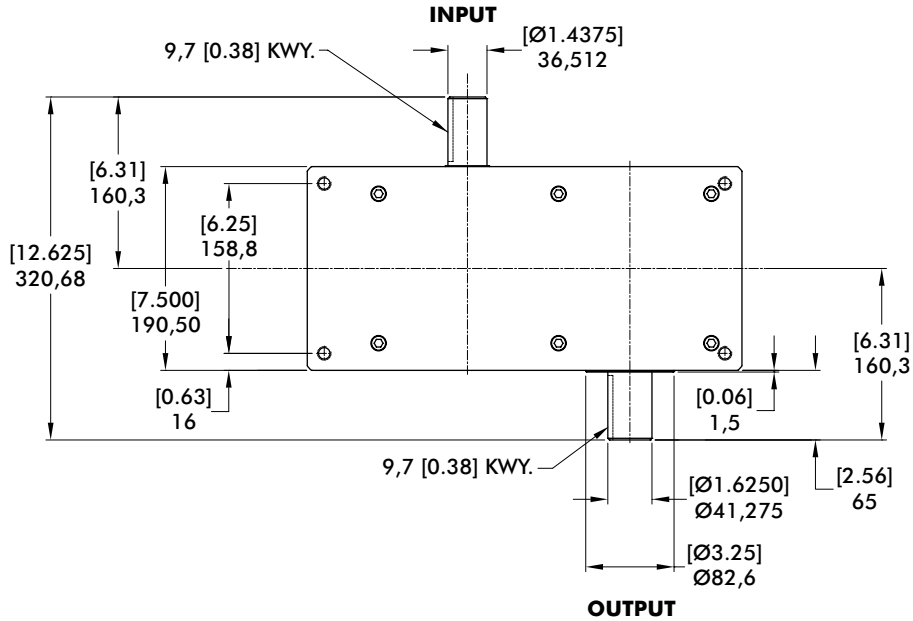 INPUT
9,7 [0.38] KWY.
[Ø1.4375]
36,512
[6.31]
160,3
[6.25]
158,8
[12.625]
320,68
[7.500]
190,50
[6.31]
160,3
[0.63]
16
[0.06]
1,5
9,7 [0.38] KWY.
[2.56]
65
[Ø1.6250]
Ø41,275
[Ø3.25]
Ø82,6
OUTPUT